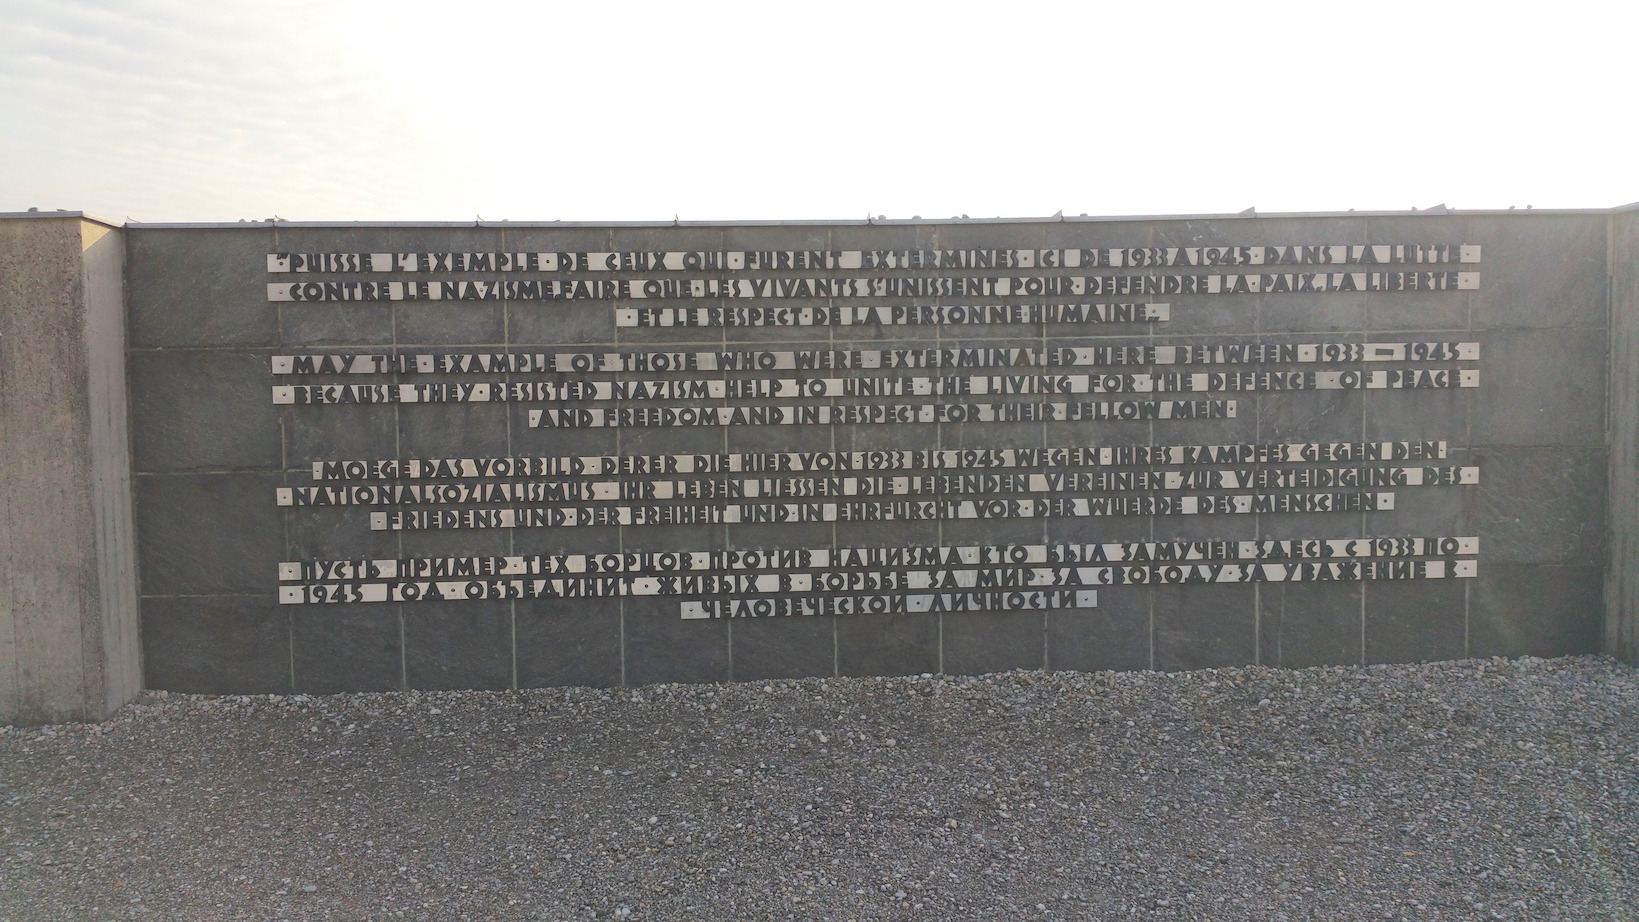 "PUISSE L'EXEMPLE·DE CEUX QUI·FURENT EXTERMINES·ICI DE 1933 A 1945·DANS LA LUTTE·
·CONTRE LE NAZISME·FAIRE QUE·LES VIVANTS S'UNISSENT POUR·DEFENDRE LA·PAIX·LA LIBERTE·
·ET LE RESPECT·DE LA PERSONNE·HUMAINE„
·MAY THE·EXAMPLE OF·THOSE WHO WERE·EXTERMINATED·HERE BETWEEN·1933 — 1945·
·BECAUSE THEY·RESISTED NAZISM·HELP TO UNITE·THE LIVING FOR·THE DEFENCE·OF PEACE·
·AND FREEDOM·AND IN RESPECT·FOR THEIR·FELLOW MEN·
·MOEGE·DAS VORBILD·DERER DIE·HIER VON·1933 BIS 1945 WEGEN·IHRES KAMPFES GEGEN DEN·
·NATIONALSOZIALISMUS·IHR LEBEN LIESSEN DIE·LEBENDEN VEREINEN·ZUR VERTEIDIGUNG DES·
·FRIEDENS UND·DER FREIHEIT UND·IN EHRFURCHT VOR·DER WUERDE DES·MENSCHEN·
·ПУСТЬ ПРИМЕР·ТЕХ БОРЦОВ·ПРОТИВ НАЦИЗМА·КТО БЫЛ ЗАМУЧЕН·ЗДЕСЬ С 1933 ПО·
·1945 ГОД·ОБЪЕДИНИТ·ЖИВЫХ В·БОРЬБЕ ЗА МИР·ЗА СВОБОДУ·ЗА УВАЖЕНИЕ К·
·ЧЕЛОВЕЧЕСКОЙ·ЛИЧНОСТИ·